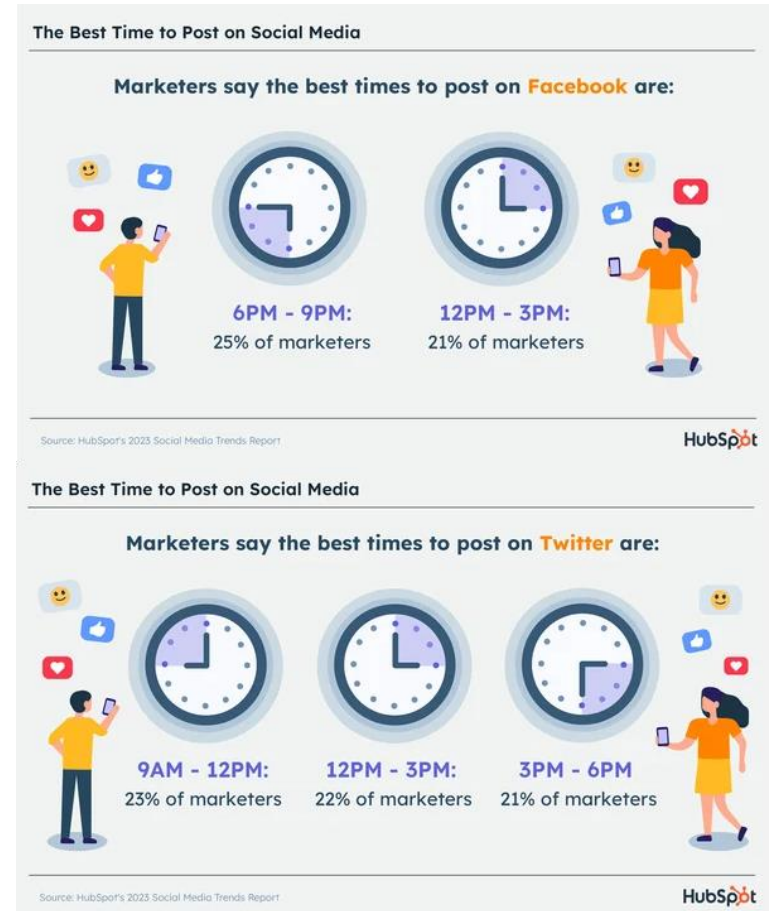 The Best Time to Post on Social Media
Marketers say the best times to post on Facebook are:
6PM - 9PM:
25% of marketers
12PM - 3PM:
21% of marketers
Source: HubSpot's 2023 Social Media Trends Report
HubSpot
The Best Time to Post on Social Media
Marketers say the best times to post on Twitter are:
9AM - 12PM:
23% of marketers
12PM - 3PM:
22% of marketers
3PM - 6PM
21% of marketers
Source: HubSpot's 2023 Social Media Trends Report
HubSpot